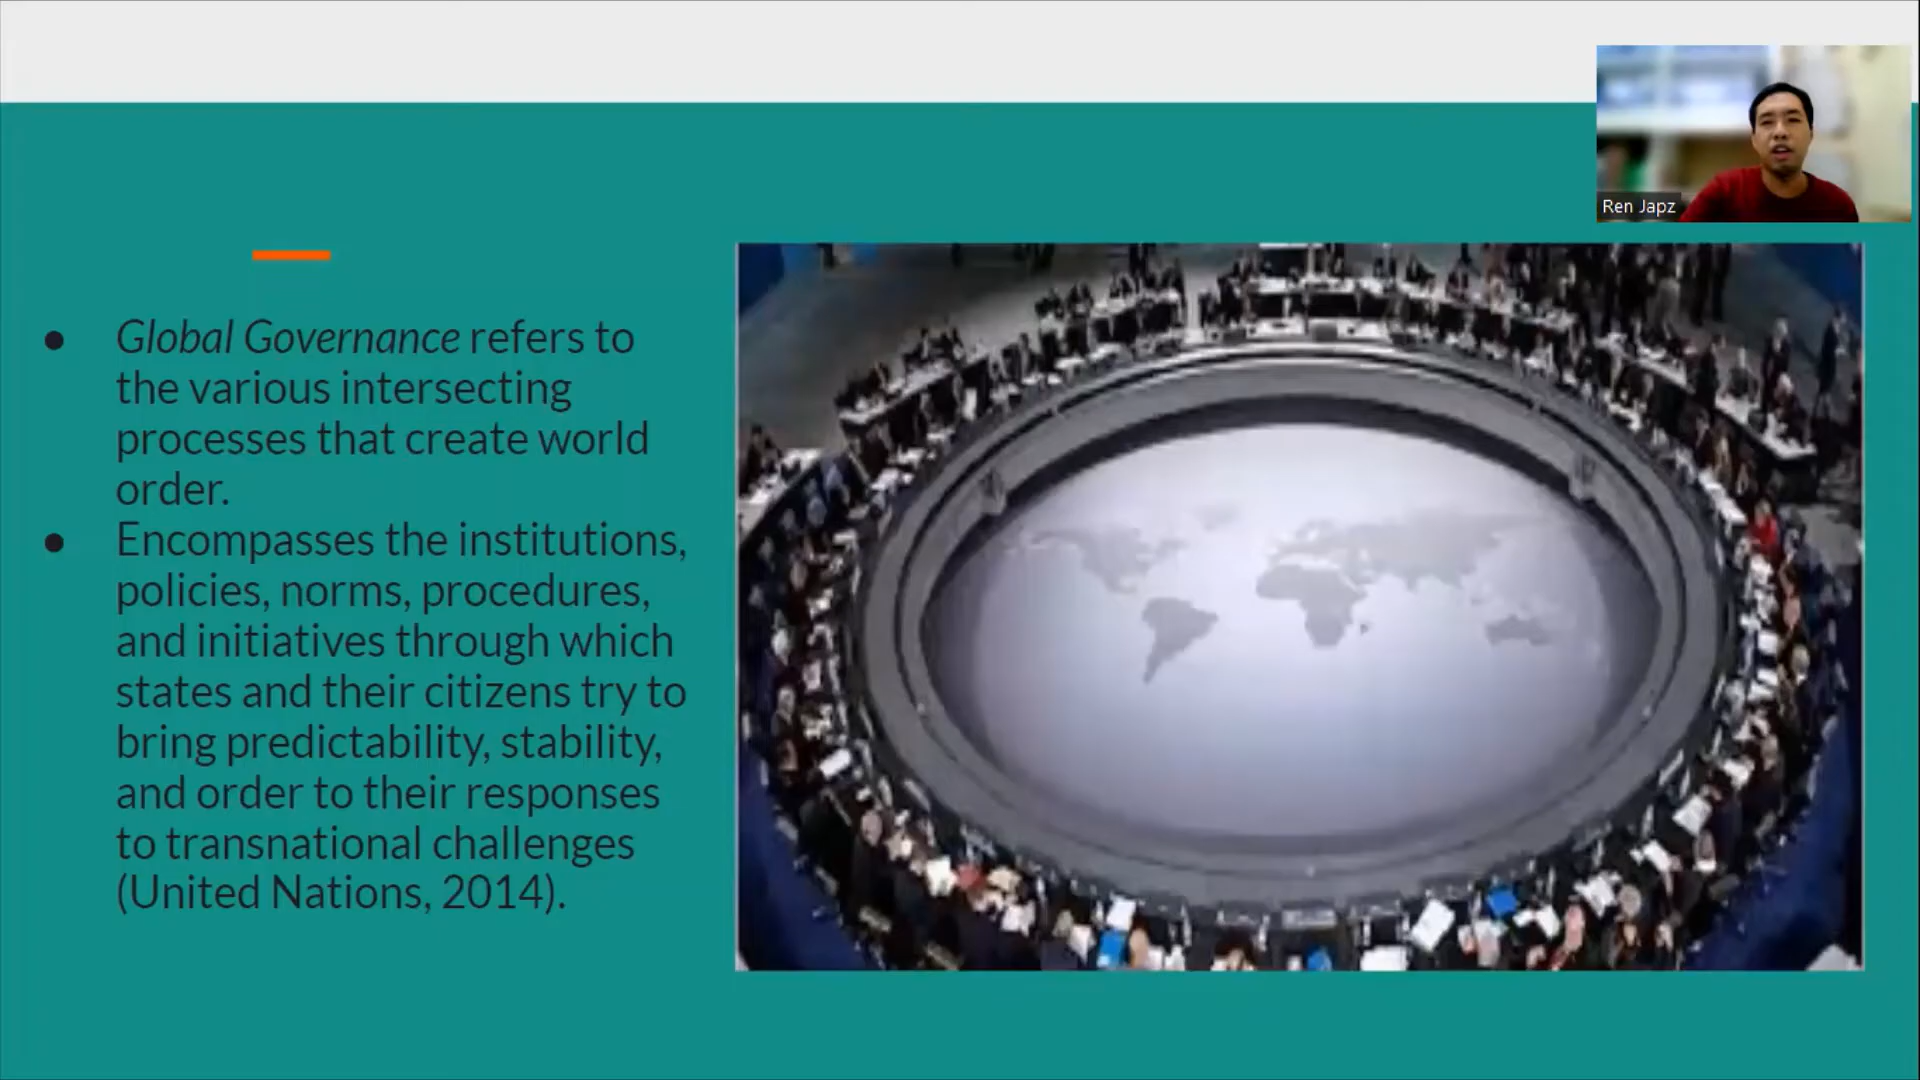 Ren Japz
● Global Governance refers to
the various intersecting
processes that create world
order.
● Encompasses the institutions,
policies, norms, procedures,
and initiatives through which
states and their citizens try to
bring predictability, stability,
and order to their responses
to transnational challenges
(United Nations, 2014).